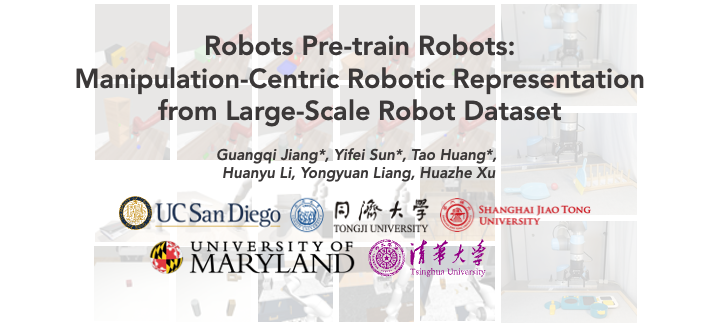 Robots Pre-train Robots:
Manipulation-Centric Robotic Representation
from Large-Scale Robot Dataset
Guangqi Jiang*, Yifei Sun*, Tao Huang*,
Huanyu Li, Yongyuan Liang, Huazhe Xu
UC San Diego
同濟大學
TONGJI UNIVERSITY
SHANGHAI JIAO TONG
UNIVERSITY
UNIVERSITY OF
MARYLAND
清華大学
Tsinghua University